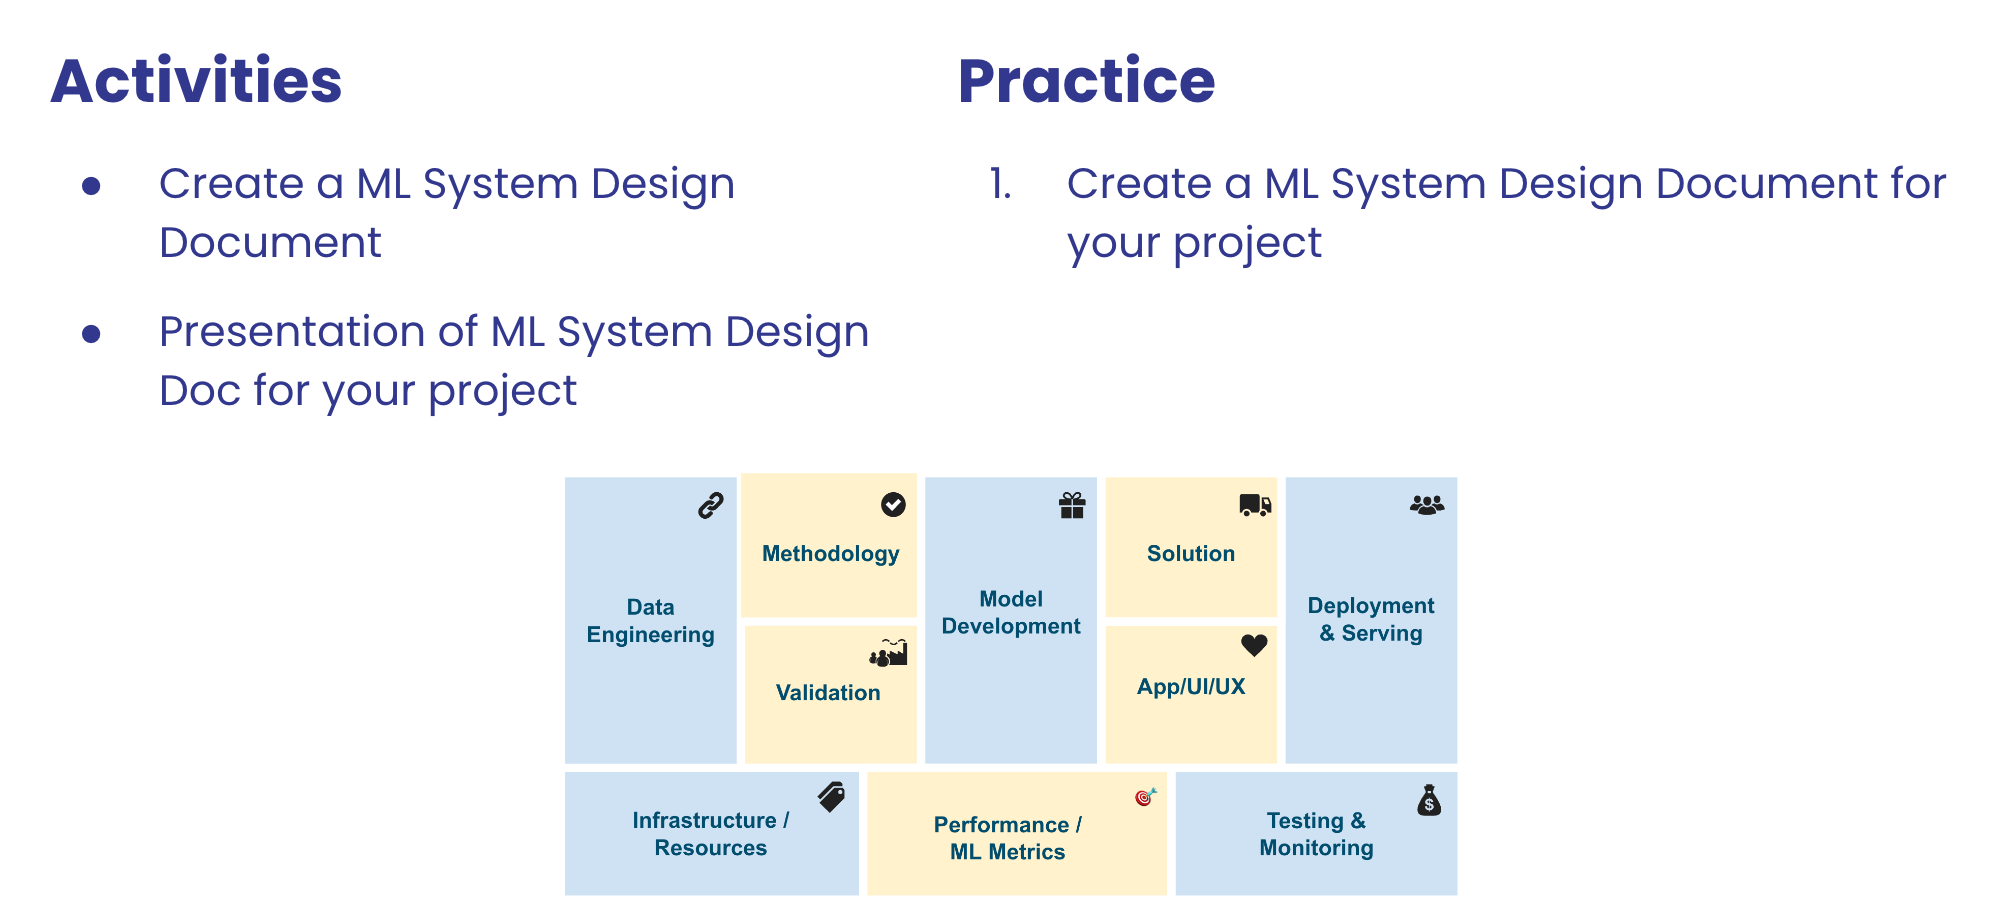 Activities
● Create a ML System Design
Document
● Presentation of ML System Design
Doc for your project
Practice
1. Create a ML System Design Document for
your project
Data
Engineering
Methodology
Validation
Model
Development
Solution
App/UI/UX
Deployment
& Serving
Infrastructure /
Resources
Performance /
ML Metrics
Testing &
Monitoring
$